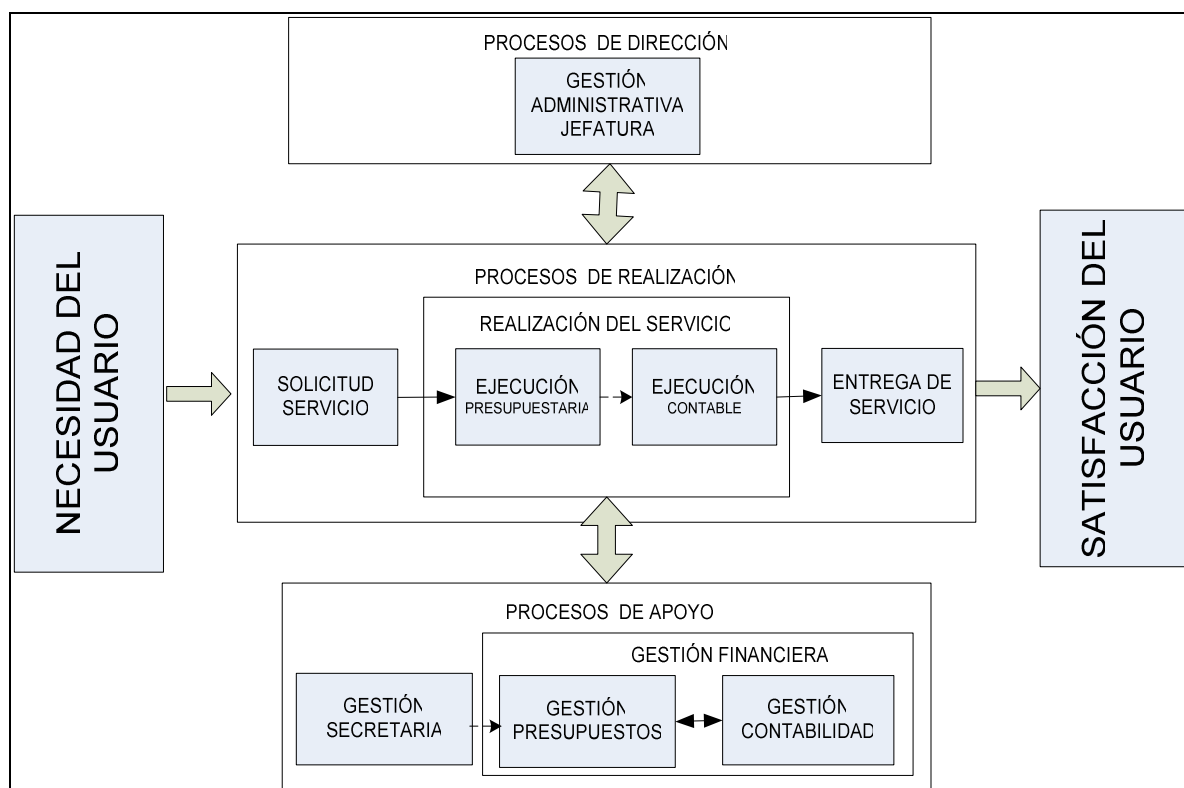 PROCESOS DE DIRECCIÓN
GESTIÓN
ADMINISTRATIVA
JEFATURA
NECESIDAD DEL
USUARIO
PROCESOS DE REALIZACIÓN
REALIZACIÓN DEL SERVICIO
SOLICITUD
SERVICIO
EJECUCIÓN
PRESUPUESTARIA
EJECUCIÓN
CONTABLE
ENTREGA DE
SERVICIO
SATISFACCIÓN DEL
USUARIO
PROCESOS DE APOYO
GESTIÓN FINANCIERA
GESTIÓN
SECRETARIA
GESTIÓN
PRESUPUESTOS
GESTIÓN
CONTABILIDAD